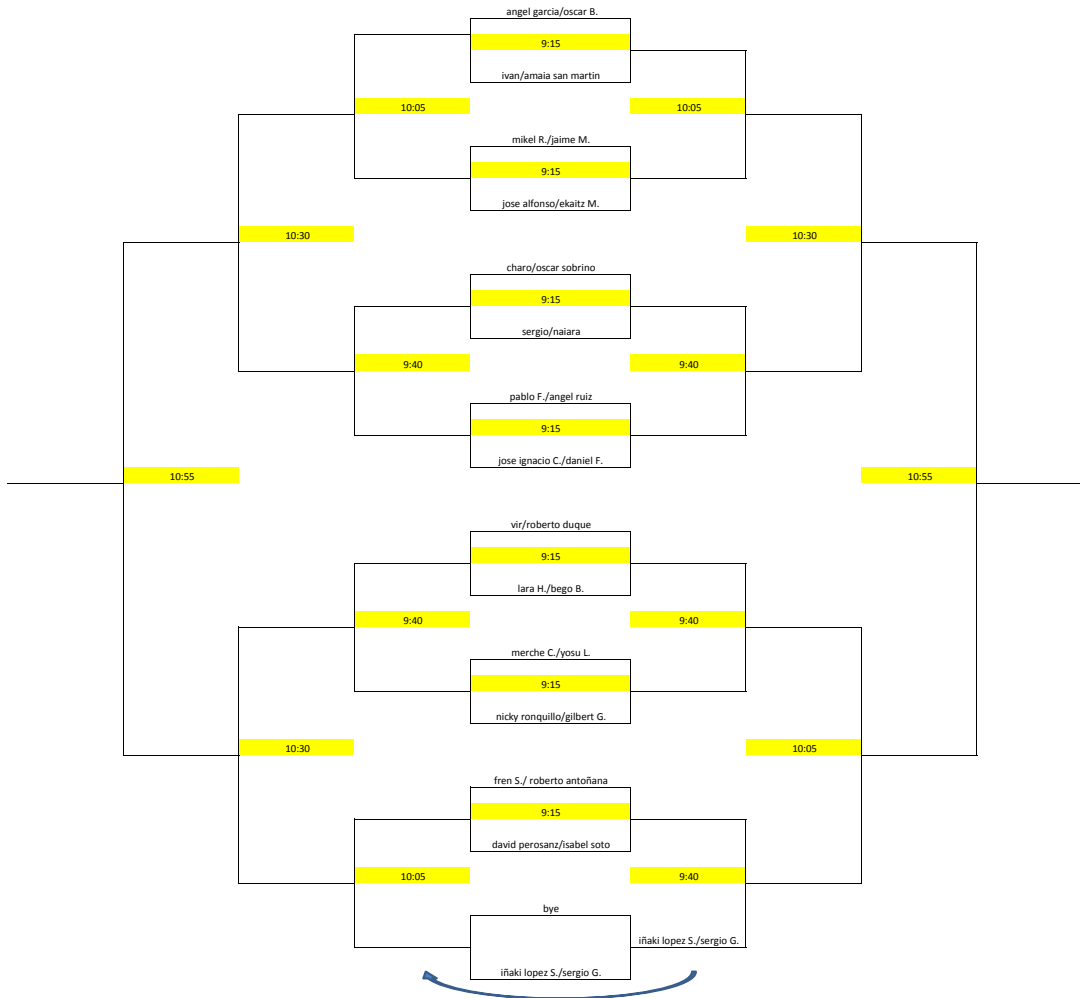 angel garcia/oscar B.
9:15
ivan/amaia san martin
10:05
10:05
mikel R./jaime M.
9:15
jose alfonso/ekaitz M.
10:30
10:30
charo/oscar sobrino
9:15
sergio/naiara
9:40
9:40
pablo F./angel ruiz
9:15
jose ignacio C./daniel F.
10:55
10:55
vir/roberto duque
9:15
lara H./bego B.
9:40
9:40
merche C./yosu L.
9:15
nicky ronquillo/gilbert G.
10:30
10:05
fren S./ roberto antoñana
9:15
david perosanz/isabel soto
10:05
9:40
bye
iñaki lopez S./sergio G.
iñaki lopez S./sergio G.